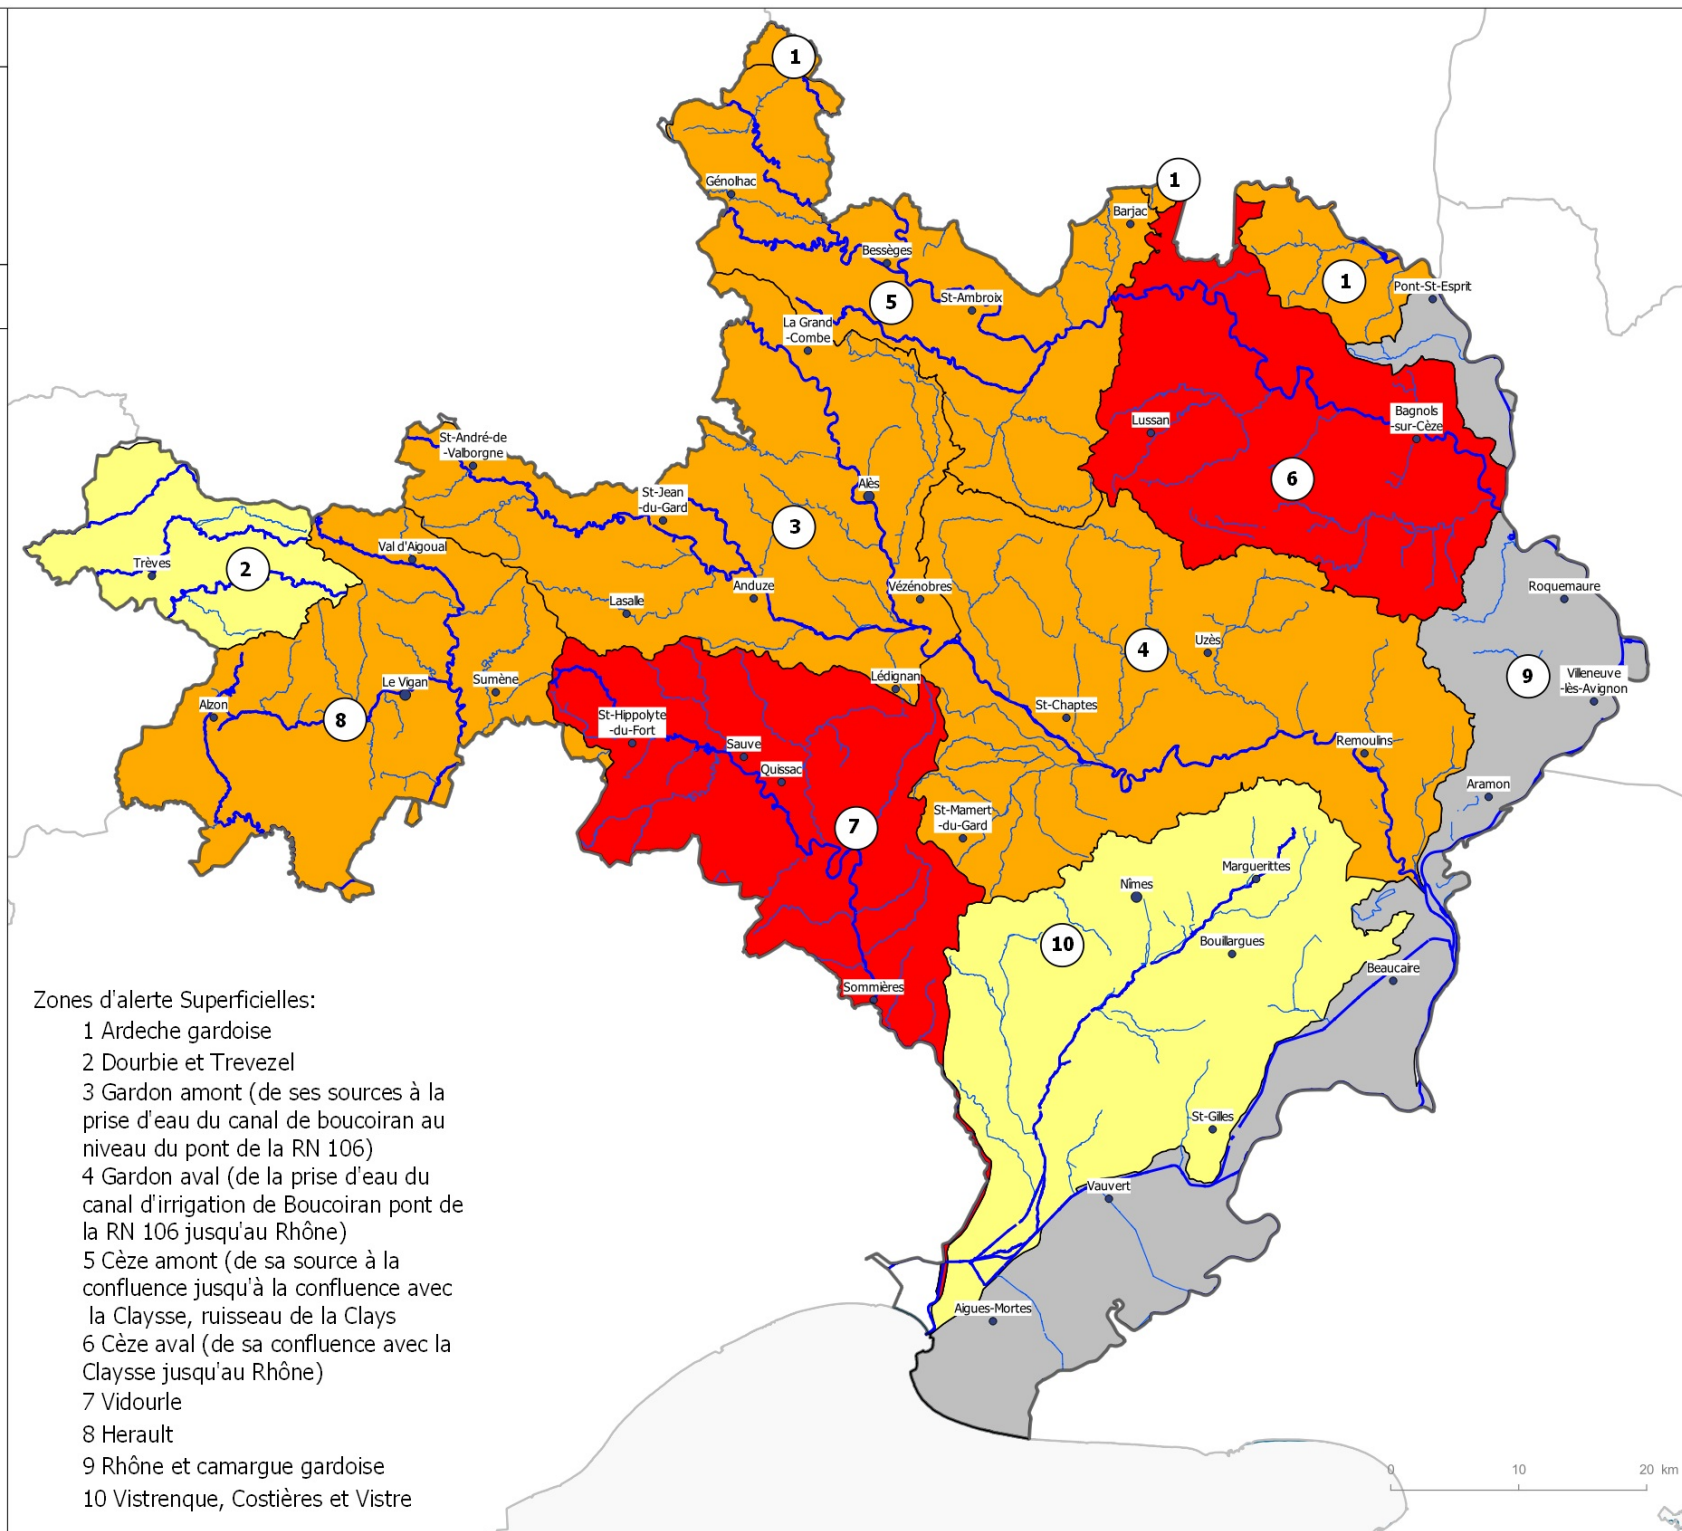 1
1
Génolhac
Barjac
Bessèges
1
Pont-St-Esprit
5
St-Ambroix
La Grand
-Combe
Lussan
Bagnols
-sur-Cèze
St-André-de
-Valborgne
6
Alès
St-Jean
-du-Gard
3
Val d'Aigoual
Trèves
2
Anduze
Vézénobres
Roquemaure
Lasalle
4
Uzès
Villeneuve
-lès-Avignon
9
Lédignan
Sumène
Le Vigan
Alzon
8
St-Chaptes
St-Hippolyte
-du-Fort
Sauve
Remoulins
Quissac
Aramon
St-Mamert
-du-Gard
7
Marguerittes
Nîmes
10
Bouillargues
Beaucaire
Sommières
St-Gilles
Vauvert
Aigues-Mortes
Zones d'alerte Superficielles:
1 Ardeche gardoise
2 Dourbie et Trevezel
3 Gardon amont (de ses sources à la
prise d'eau du canal de boucoiran au
niveau du pont de la RN 106)
4 Gardon aval (de la prise d'eau du
canal d'irrigation de Boucoiran pont de
la RN 106 jusqu'au Rhône)
5 Cèze amont (de sa source à la
confluence jusqu'à la confluence avec
la Claysse, ruisseau de la Clays
6 Cèze aval (de sa confluence avec la
Claysse jusqu'au Rhône)
7 Vidourle
8 Herault
9 Rhône et camargue gardoise
10 Vistrenque, Costières et Vistre
0 10 20 km